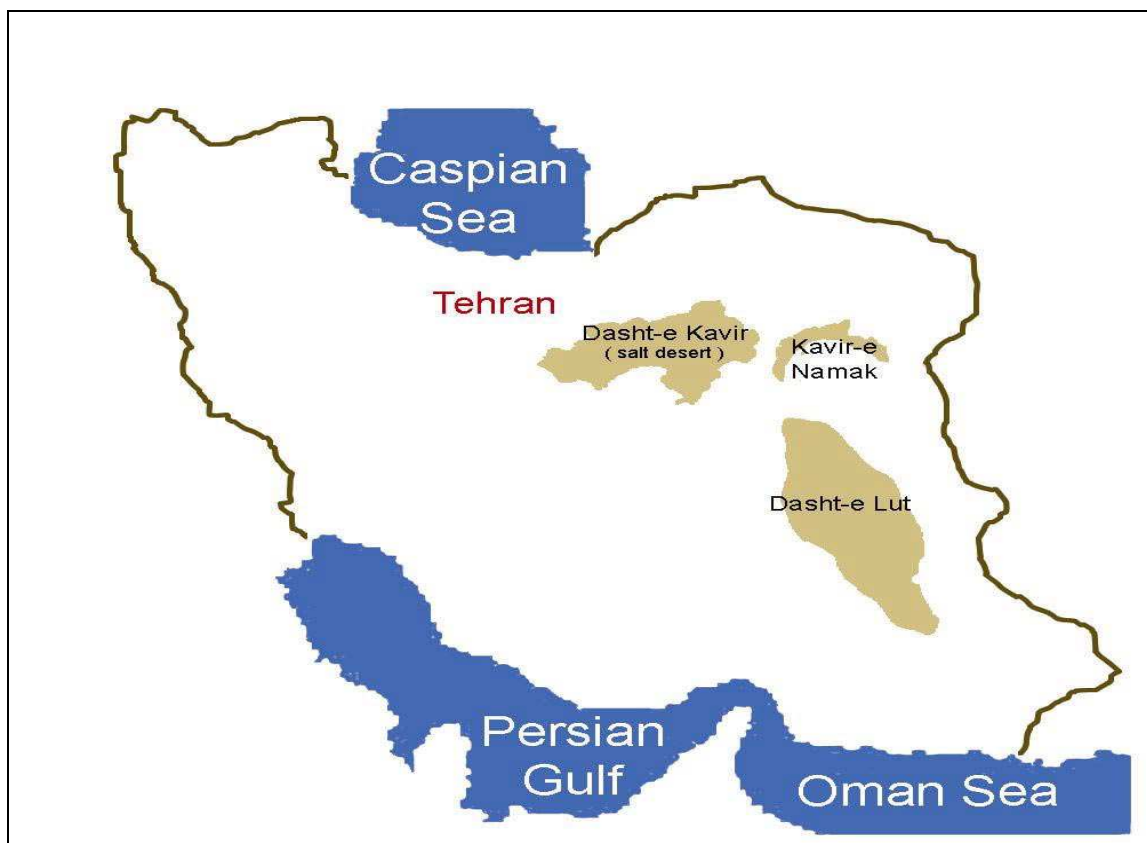 Caspian
Sea
Tehran
Dasht-e Kavir
( salt desert )
Kavir-e
Namak
Dasht-e Lut
Persian
Gulf
Oman Sea